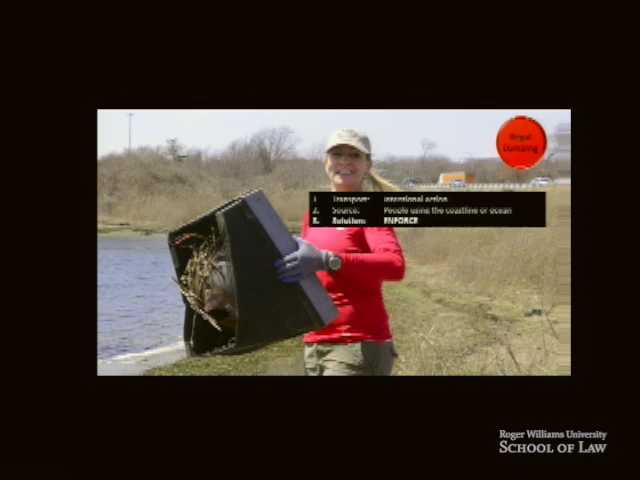 Illegal
Dumping
1. Transport: Intentional action
2. Source: People using the coastline or ocean
3. Solution: ENFORCE
Roger Williams University
SCHOOL OF LAW